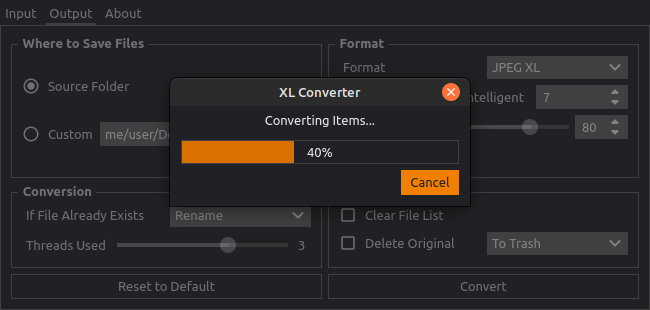 Input Output About
Where to Save Files
Source Folder
Custom me/user/D
Format
Format JPEG XL
ntelligent 7
80
XL Converter
Converting Items...
40%
Cancel
Conversion
If File Already Exists Rename
Threads Used 3
Clear File List
Delete Original To Trash
Reset to Default
Convert